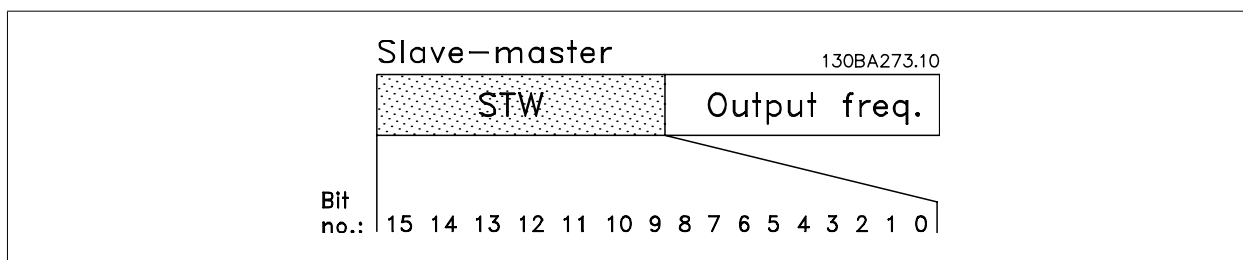 Slave-master
130BA273.10
STW
Output freq.
Bit
no.: 15 14 13 12 11 10 9 8 7 6 5 4 3 2 1 0